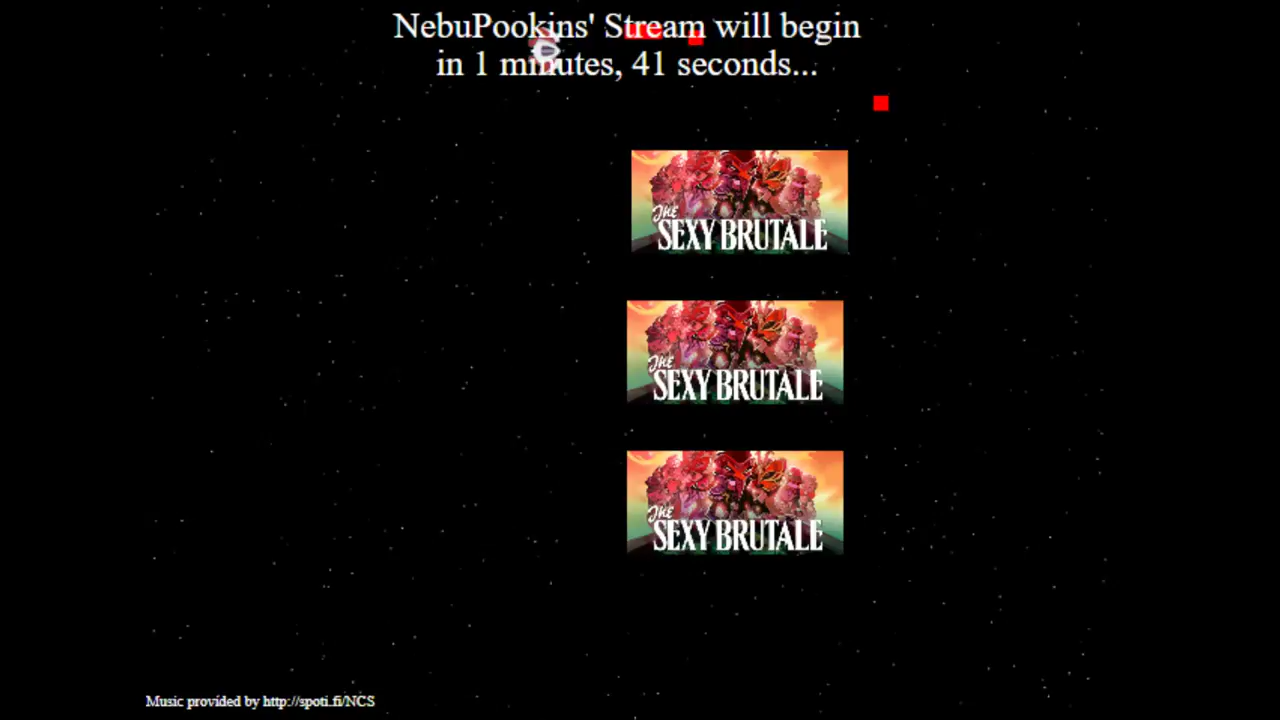 NebuPookins' Stream will begin
in 1 minutes, 41 seconds...
The
SEXY BRUTALE
The
SEXY BRUTALE
The
SEXY BRUTALE
Music provided by http://spoti.fi/NCS